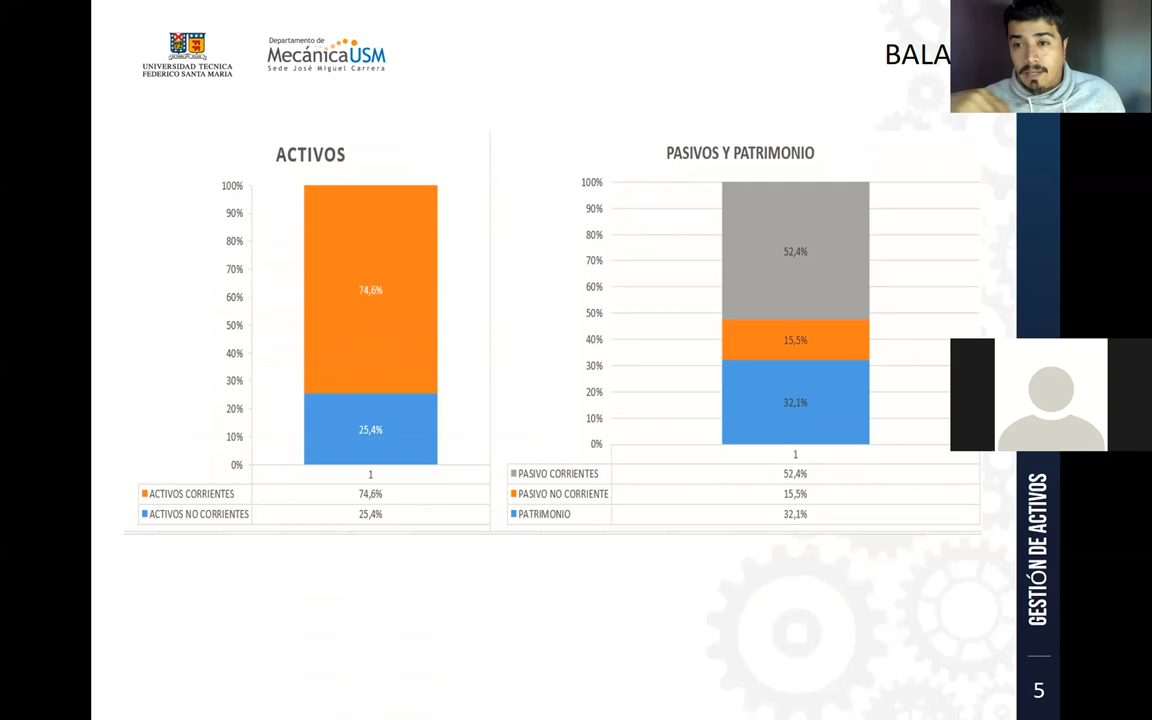 UNIVERSIDAD TECNICA
FEDERICO SANTA MARIA
Departamento de
MecánicaUSM
Sede José Miguel Carrera
BALA
ACTIVOS
100%
90%
80%
70%
60%
50%
40%
30%
20%
10%
0%
74,6%
25,4%
1
ACTIVOS CORRIENTES 74,6%
ACTIVOS NO CORRIENTES 25,4%
PASIVOS Y PATRIMONIO
100%
90%
80%
70%
60%
50%
40%
30%
20%
10%
0%
52,4%
15,5%
32,1%
1
PASIVO CORRIENTES 52,4%
PASIVO NO CORRIENTE 15,5%
PATRIMONIO 32,1%
GESTIÓN DE ACTIVOS
5